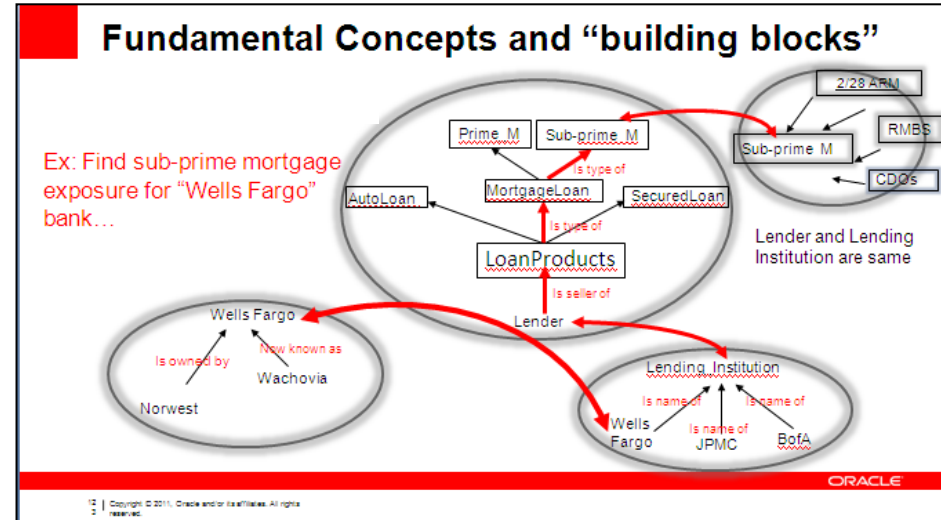 Fundamental Concepts and “building blocks”
Ex: Find sub-prime mortgage
exposure for “Wells Fargo”
bank…
Prime_M
Sub-prime_M
Is type of
AutoLoan
MortgageLoan
SecuredLoan
Is type of
LoanProducts
Is seller of
Lender
2/28 ARM
RMBS
Sub-prime M
CDOs
Lender and Lending
Institution are same
Wells Fargo
Is owned by
Now known as
Wachovia
Norwest
Lending_Institution
Is name of
Is name of
Is name of
Wells
Fargo
JPMC
BofA
ORACLE
12
3
Copyright © 2011, Oracle and/or its affiliates. All rights
reserved.